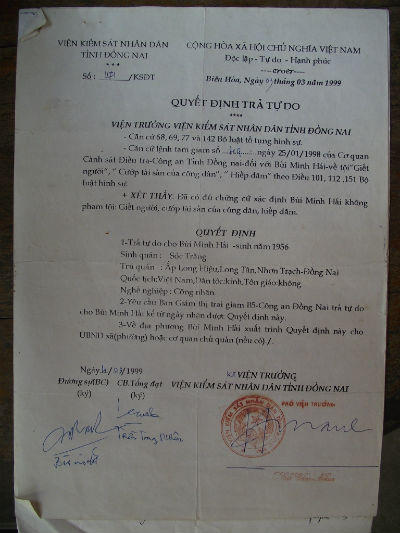 VIỆN KIỂM SÁT NHÂN DÂN
TỈNH ĐỒNG NAI
***
Số : /KSĐT
CỘNG HÒA XÃ HỘI CHỦ NGHĨA VIỆT NAM
Độc lập - Tự do - Hạnh phúc
Biên Hòa, Ngày tháng 03 năm 1999
QUYẾT ĐỊNH TRẢ TỰ DO
****
VIỆN TRƯỞNG VIỆN KIỂM SÁT NHÂN DÂN TỈNH ĐỒNG NAI
- Căn cứ 68, 69, 77 và 142 Bộ luật tố tụng hình sự.
- Căn cứ lệnh tạm giam số ngày 25/01/1998 của Cơ quan
Cảnh sát Điều tra-Công an Tỉnh Đồng nai-đối với Bùi Minh Hải-về tội"Giết
người", " Cướp tài sản của công dân", " Hiếp dâm" theo Điều 101, 112 ,151 Bộ
luật hình sự.
+ XÉT THẤY: Đã có đủ chứng cứ xác định Bùi Minh Hải không
phạm tội: Giết người, cướp tài sản của công dân, hiếp dâm.
QUYẾT ĐỊNH
1-Trả tự do cho Bùi Minh Hải -sinh năm 1956
Sinh quán : Sóc Trăng
Trú quán : Ấp Long Hiệu, Long Tân, Nhơn Trạch-Đồng Nai
Quốc tịch:Việt Nam, Dân tộc:kinh, Tôn giáo:không.
Nghề nghiệp : Công nhân.
2-Yêu cầu Ban Giám thị trại giam B5-Công an Đồng Nai trả tự do
cho Bùi Minh Hải kể từ ngày nhận được Quyết định này.
3-Về địa phương Bùi Minh Hải xuất trình Quyết định này cho
UBND xã(phường) hoặc cơ quan chủ quản (nếu có) /.
Ngày /03/1999
Đương sự(BC) CB.Tống đạt
(ký) (ký)
KT VIỆN TRƯỞNG
VIỆN KIỂM SÁT NHÂN DÂN TỈNH ĐỒNG NAI
PHÓ VIỆN TRƯỞNG